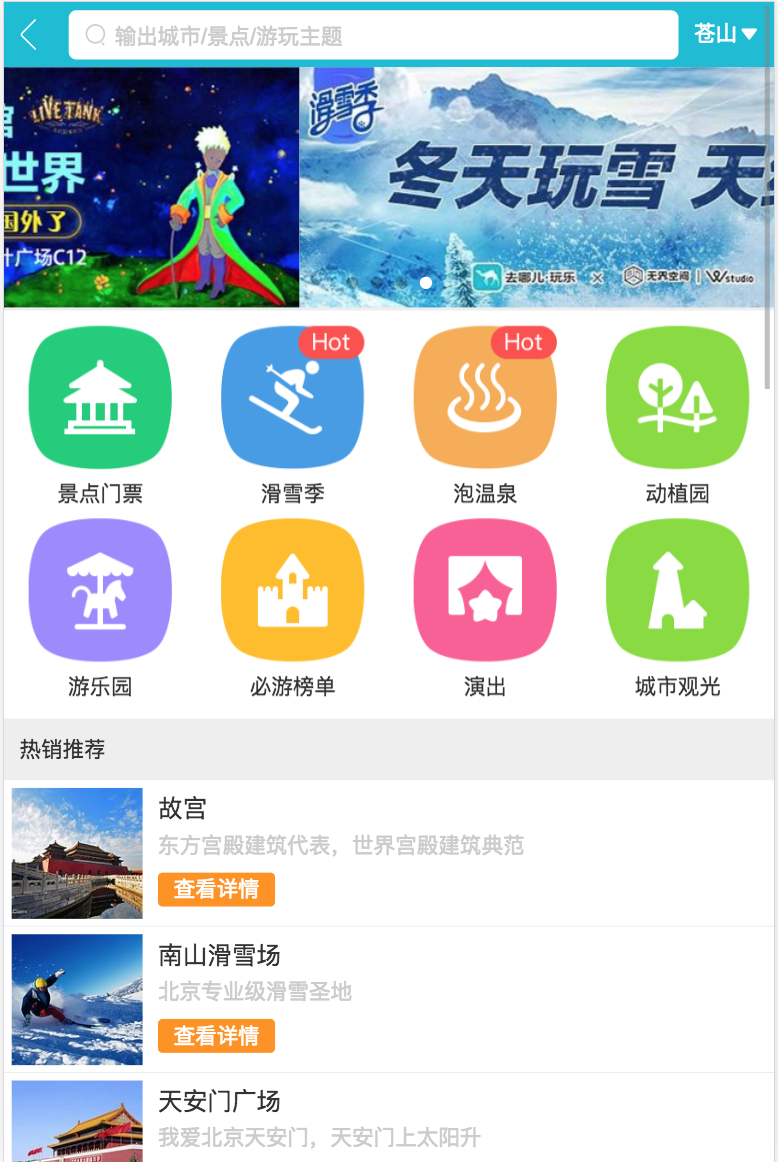 输出城市/景点/游玩主题
苍山
LIVE TANK
宫
世界
国外了
叶广场C12
滑雪季
冬天玩雪 天
去哪儿·玩乐 × 无界空间 | Wstudio
Hot
Hot
景点门票
滑雪季
泡温泉
动植园
游乐园
必游榜单
演出
城市观光
热销推荐
故宫
东方宫殿建筑代表，世界宫殿建筑典范
查看详情
南山滑雪场
北京专业级滑雪圣地
查看详情
天安门广场
我爱北京天安门，天安门上太阳升